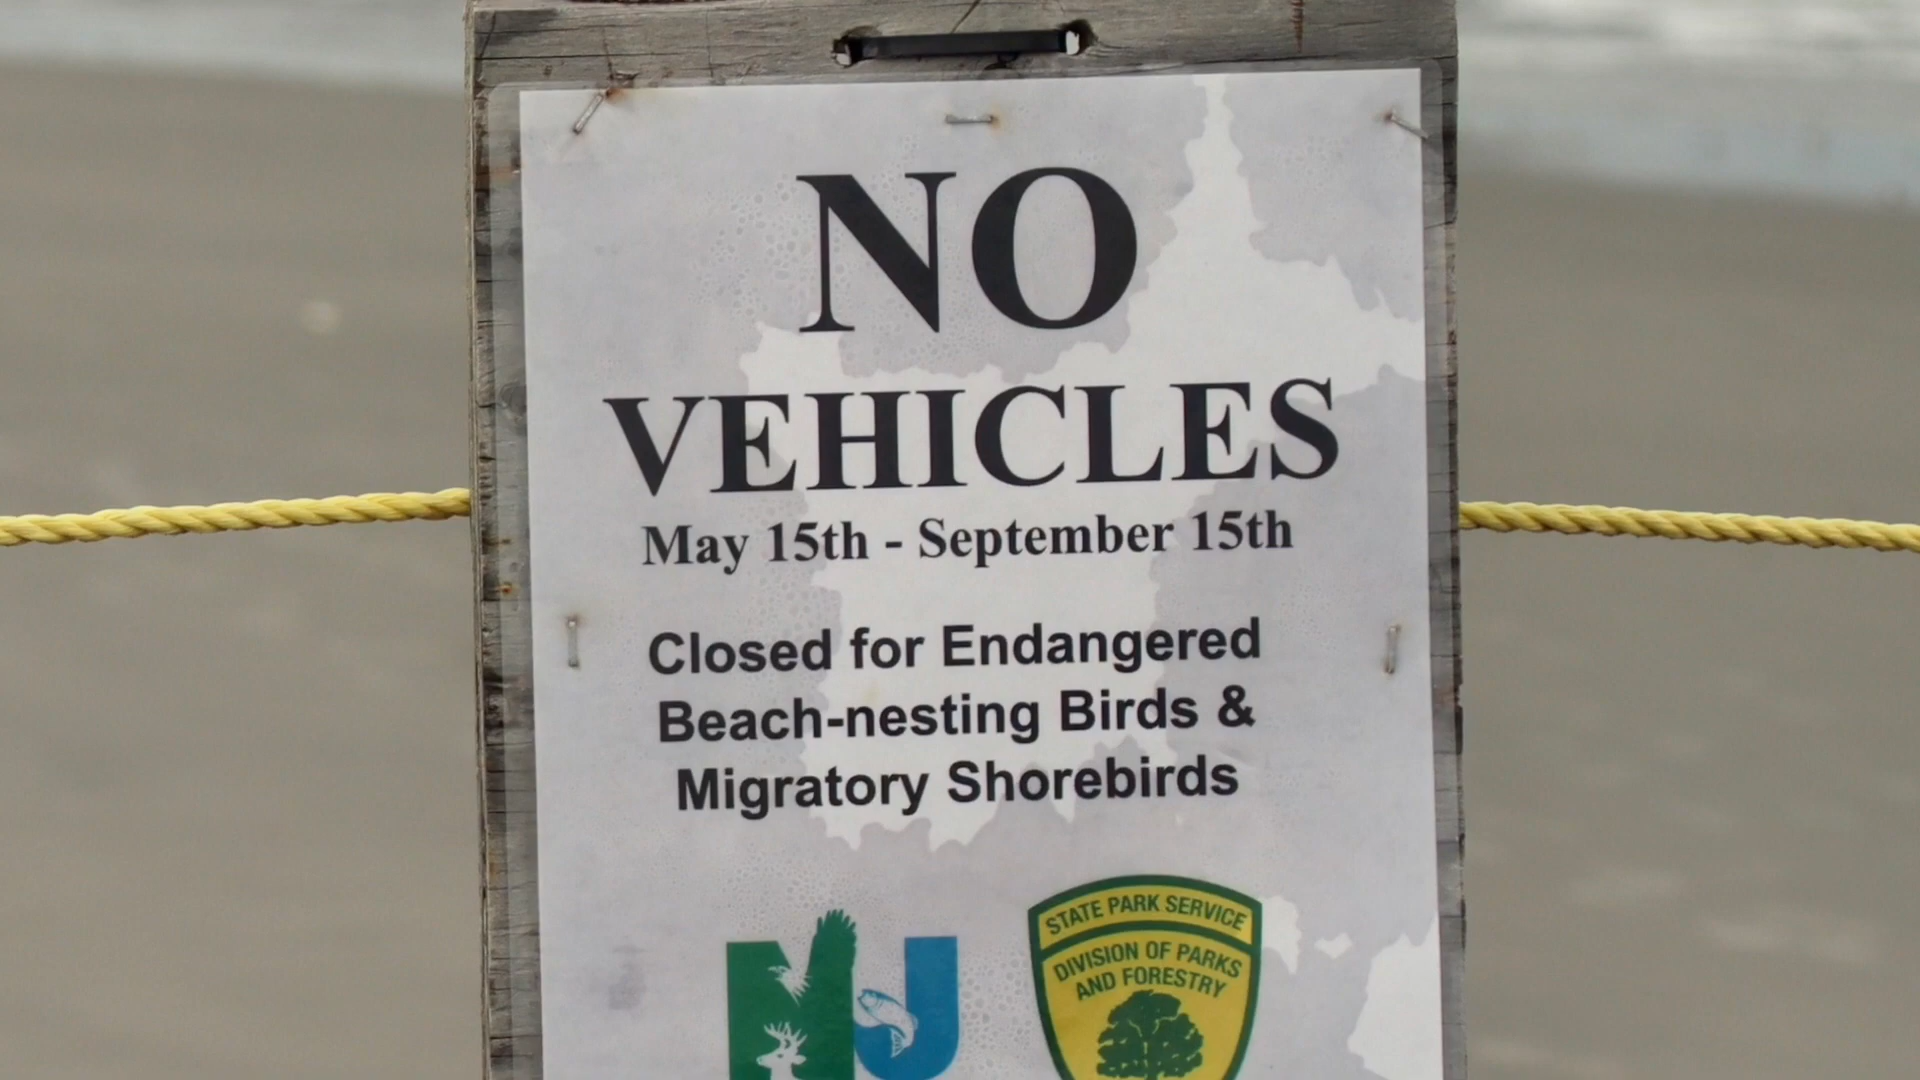 NO
VEHICLES
May 15th - September 15th
Closed for Endangered
Beach-nesting Birds &
Migratory Shorebirds
NJ
STATE PARK SERVICE
DIVISION OF PARKS
AND FORESTRY